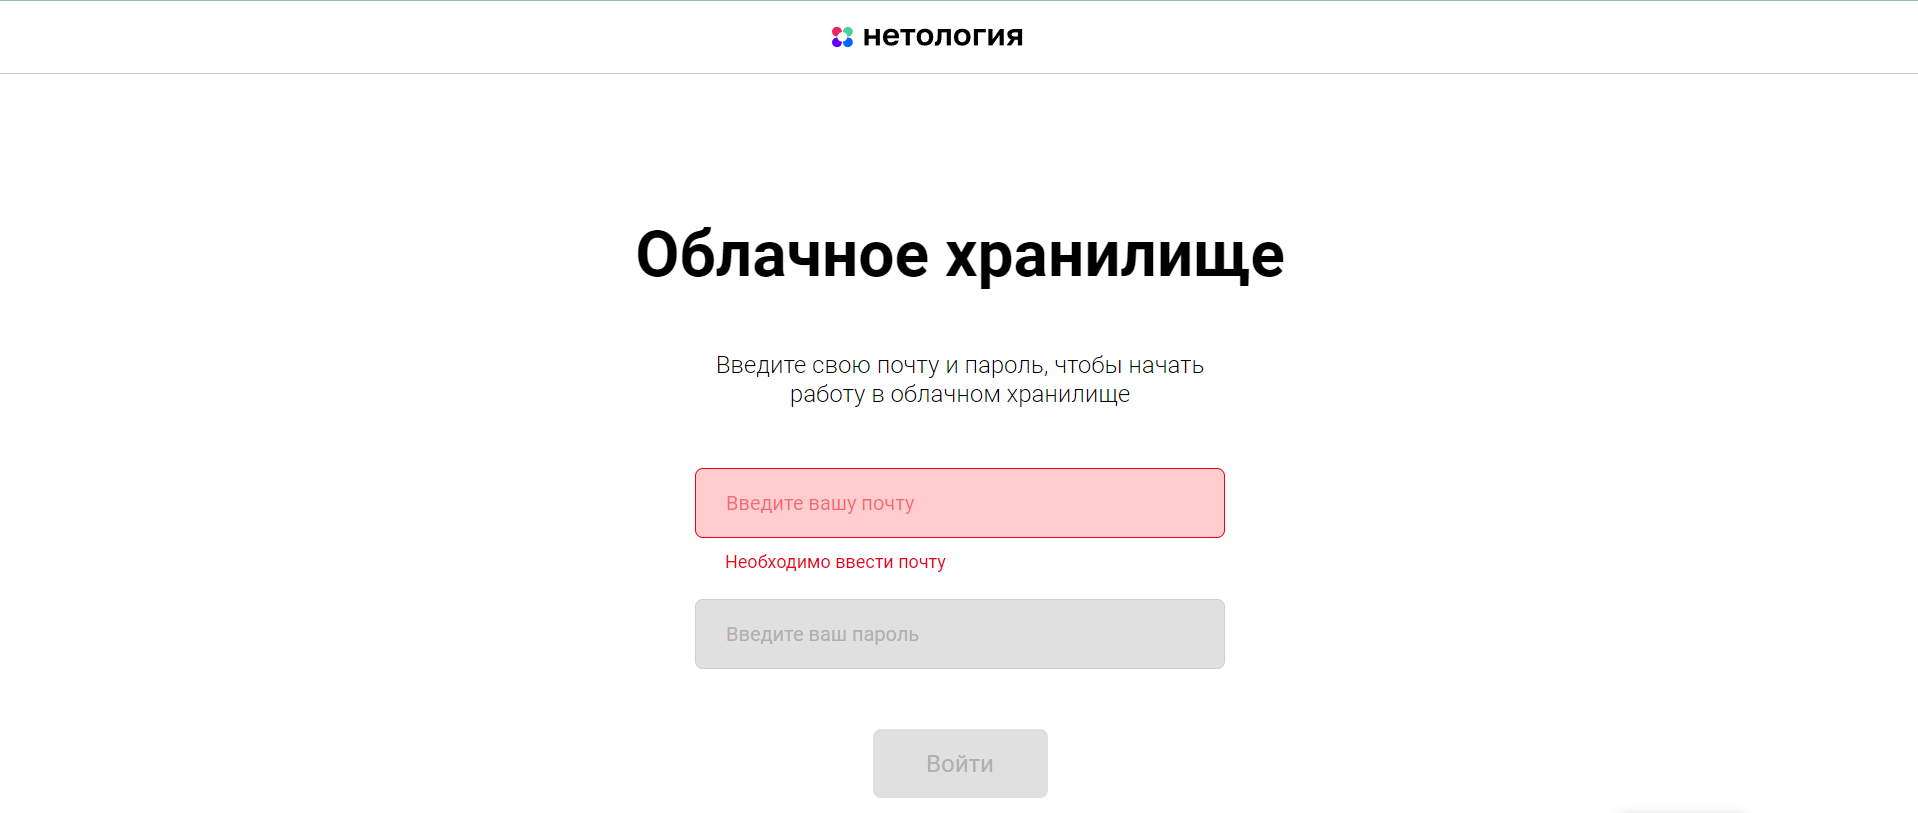 нетология
Облачное хранилище
Введите свою почту и пароль, чтобы начать
работу в облачном хранилище
Введите вашу почту
Необходимо ввести почту
Введите ваш пароль
Войти